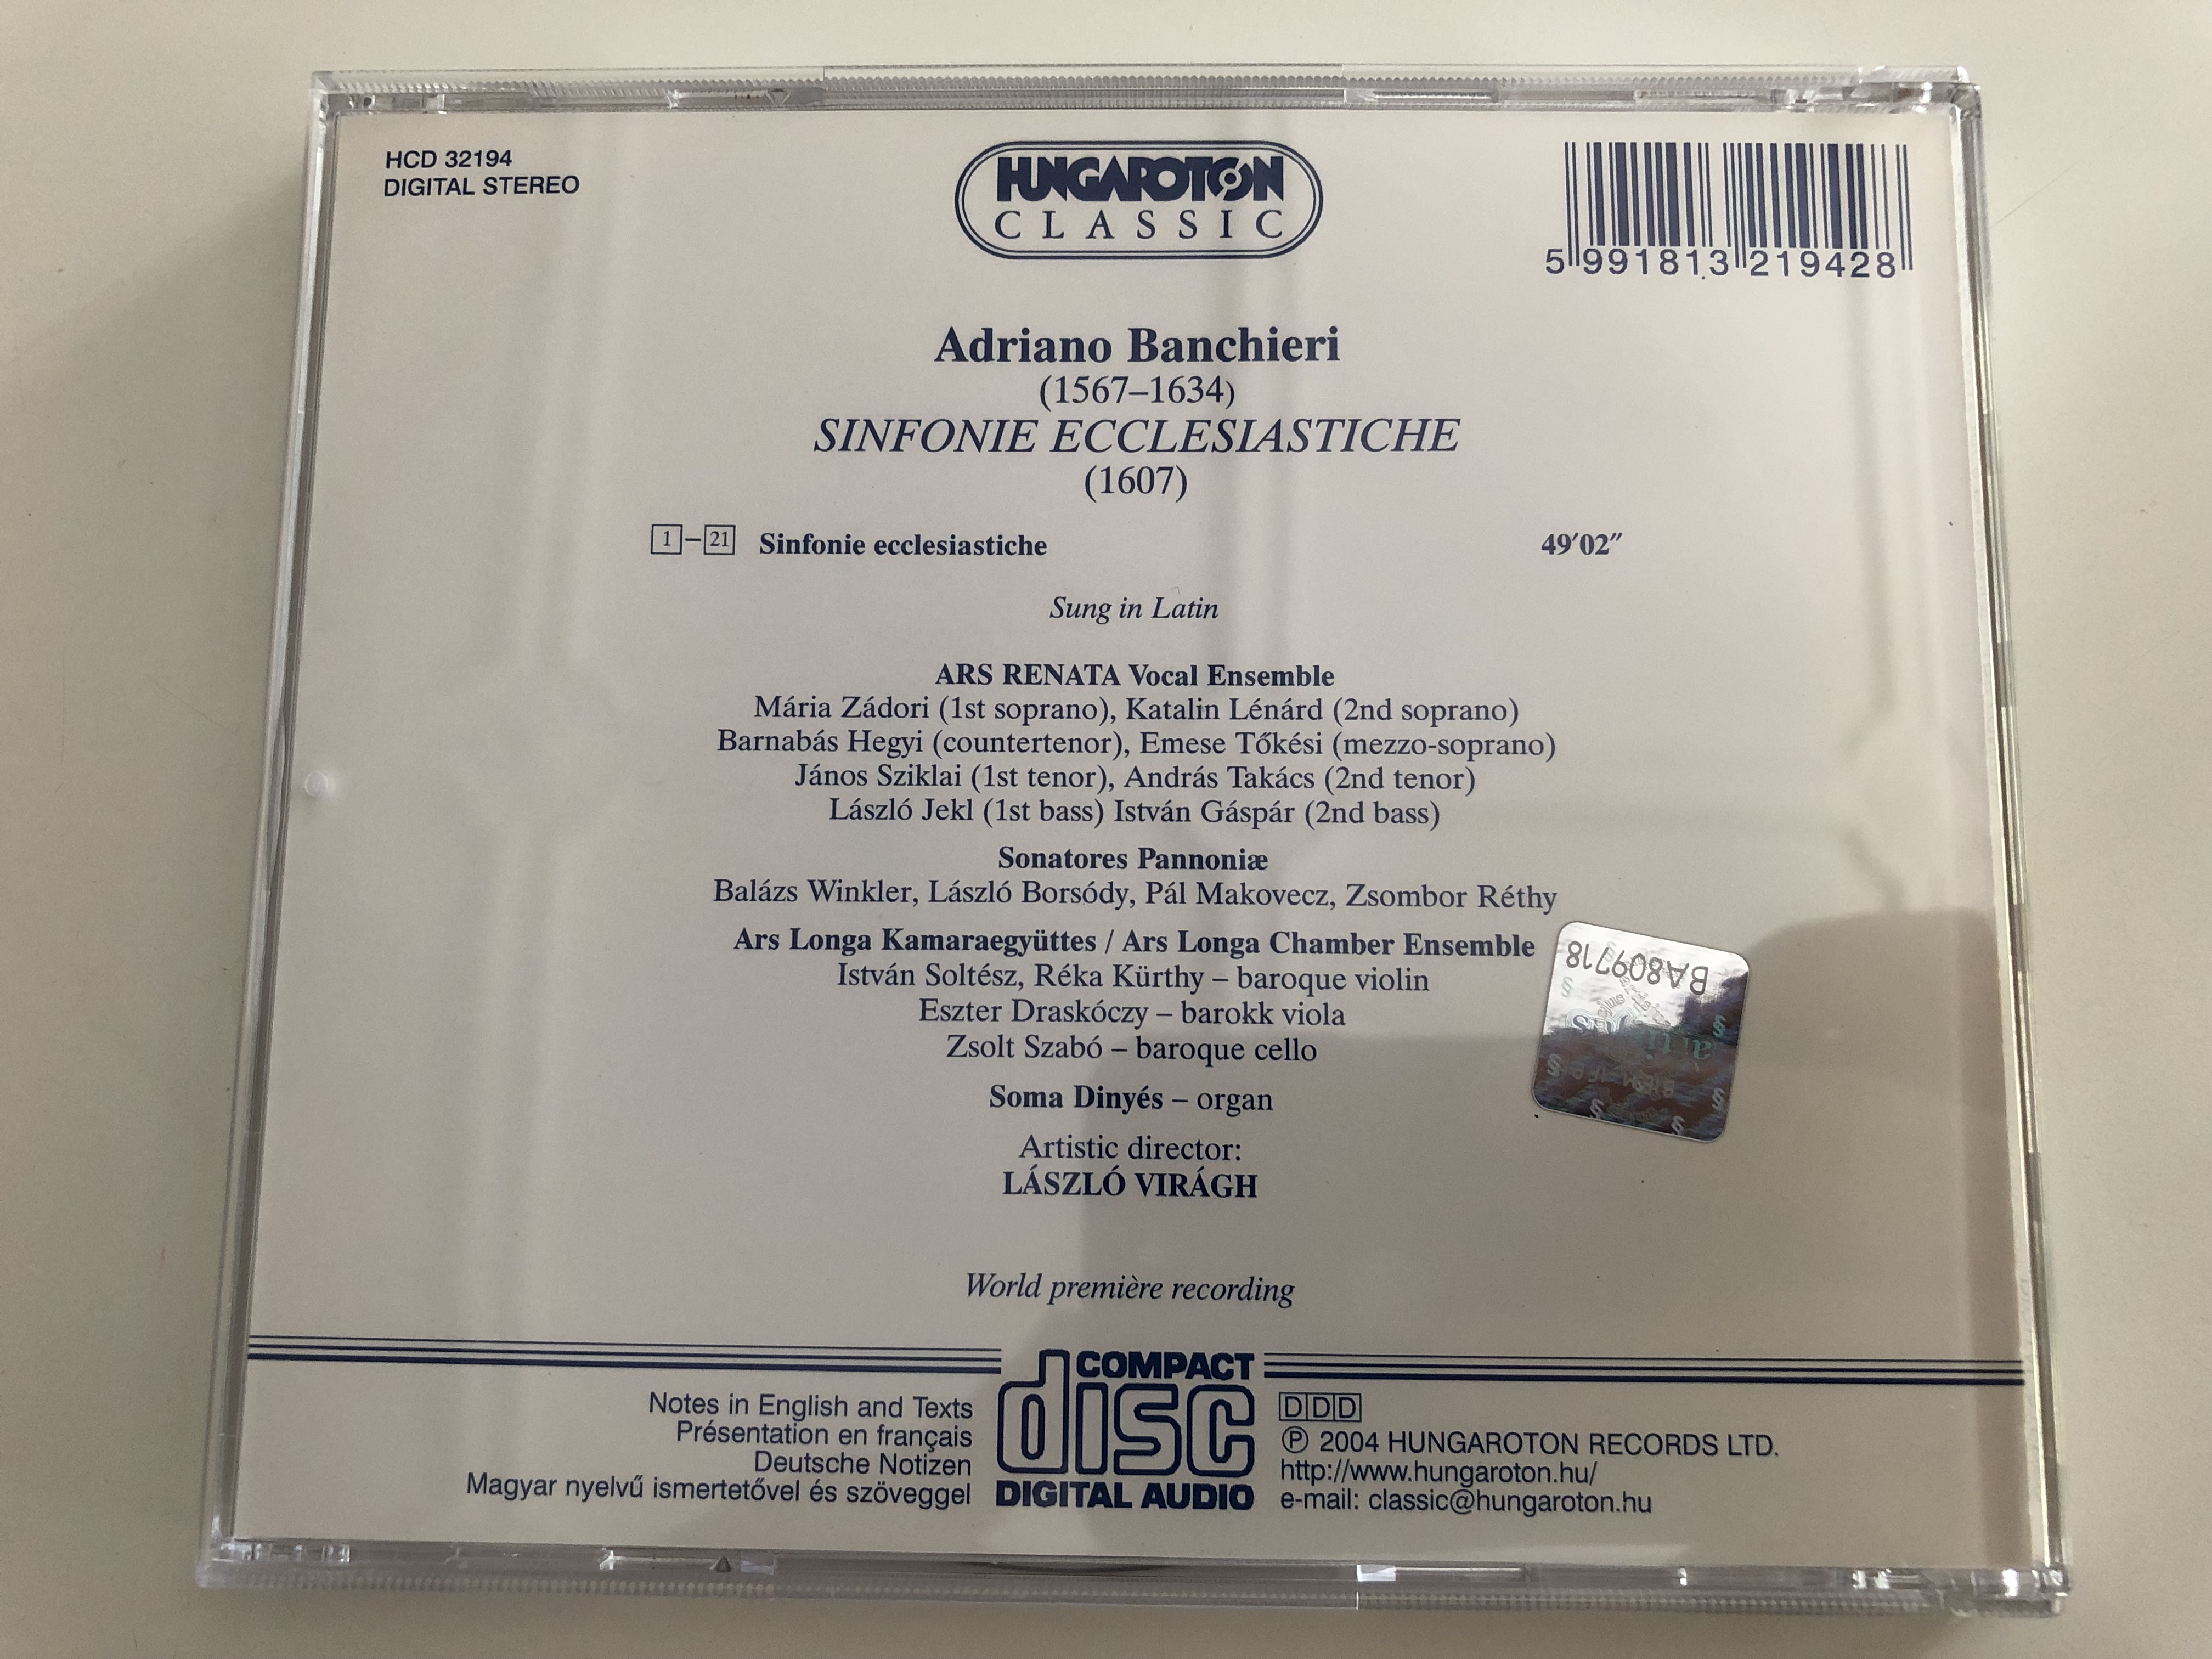 HCD 32194
DIGITAL STEREO
HUNGAROTON
CLASSIC
5 991813 219428
Adriano Banchieri
(1567–1634)
SINFONIE ECCLESIASTICHE
(1607)
1 – 21 Sinfonie ecclesiastiche 49′02″
Sung in Latin
ARS RENATA Vocal Ensemble
Mária Zádori (1st soprano), Katalin Lénárd (2nd soprano)
Barnabás Hegyi (countertenor), Emese Tőkési (mezzo-soprano)
János Sziklai (1st tenor), András Takács (2nd tenor)
László Jekl (1st bass) István Gáspár (2nd bass)
Sonatores Pannoniæ
Balázs Winkler, László Borsódy, Pál Makovecz, Zsombor Réthy
Ars Longa Kamaraegyüttes / Ars Longa Chamber Ensemble
István Soltész, Réka Kürthy – baroque violin
Eszter Draskóczy – barokk viola
Zsolt Szabó – baroque cello
BA809718
Soma Dinyés – organ
Artistic director:
LÁSZLÓ VIRÁGH
World première recording
Notes in English and Texts
Présentation en français
Deutsche Notizen
Magyar nyelvű ismertetővel és szöveggel
COMPACT
disc
DIGITAL AUDIO
DDD
℗ 2004 HUNGAROTON RECORDS LTD.
http://www.hungaroton.hu/
e-mail: classic@hungaroton.hu